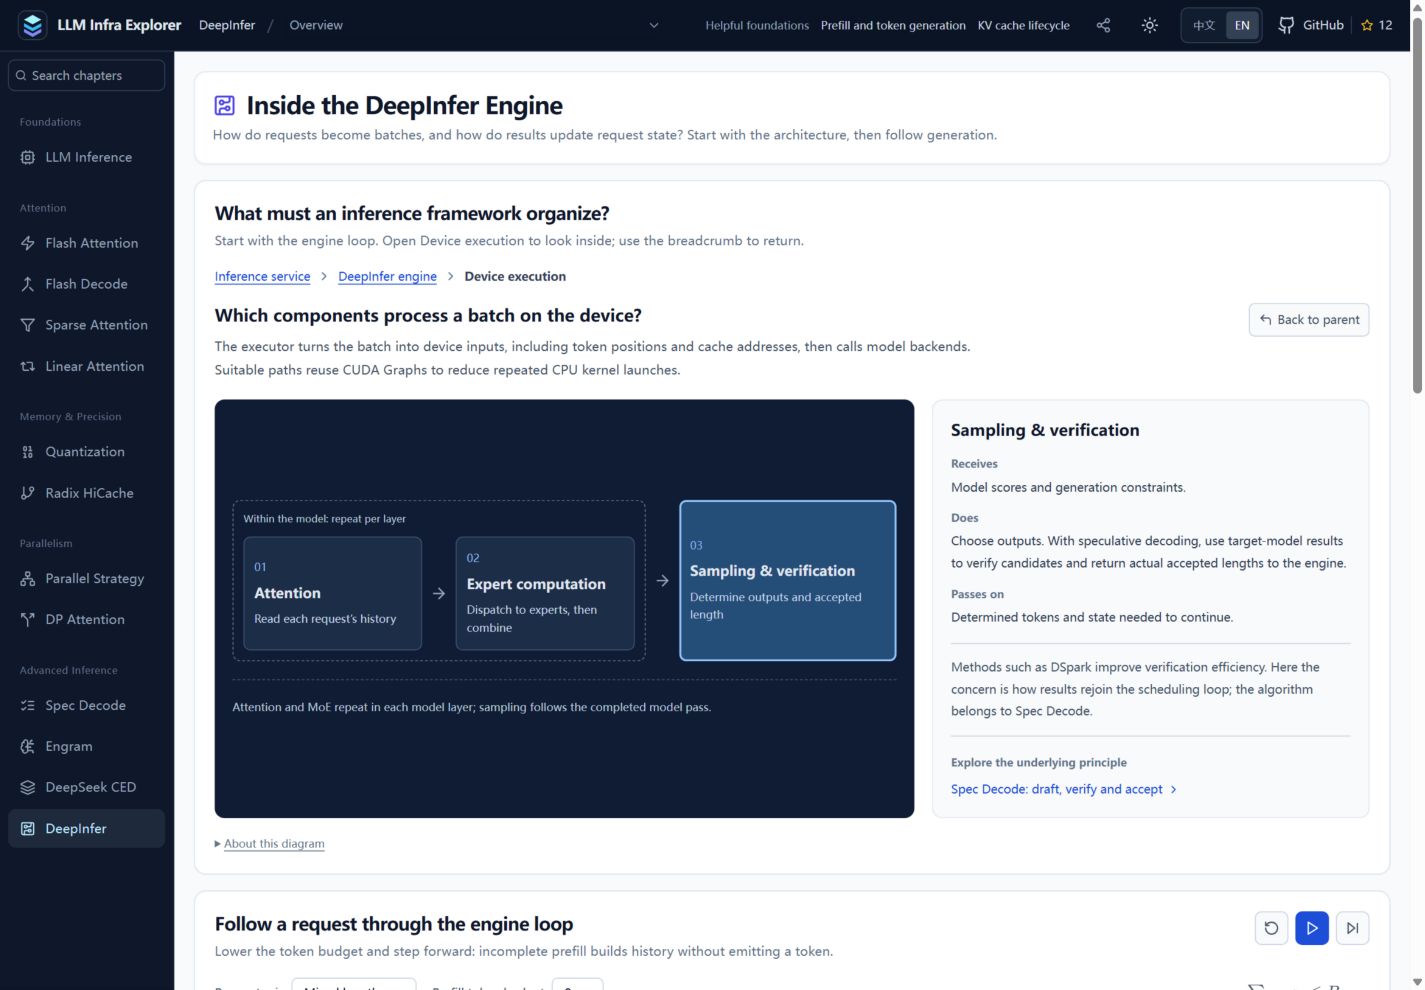 LLM Infra Explorer
DeepInfer / Overview
Helpful foundations Prefill and token generation KV cache lifecycle
中文 EN
GitHub 12
Search chapters
Foundations
LLM Inference
Attention
Flash Attention
Flash Decode
Sparse Attention
Linear Attention
Memory & Precision
Quantization
Radix HiCache
Parallelism
Parallel Strategy
DP Attention
Advanced Inference
Spec Decode
Engram
DeepSeek CED
DeepInfer
Inside the DeepInfer Engine
How do requests become batches, and how do results update request state? Start with the architecture, then follow generation.
What must an inference framework organize?
Start with the engine loop. Open Device execution to look inside; use the breadcrumb to return.
Inference service > DeepInfer engine > Device execution
Which components process a batch on the device?
Back to parent
The executor turns the batch into device inputs, including token positions and cache addresses, then calls model backends.
Suitable paths reuse CUDA Graphs to reduce repeated CPU kernel launches.
Within the model: repeat per layer
01
Attention
Read each request's history
02
Expert computation
Dispatch to experts, then
combine
03
Sampling & verification
Determine outputs and accepted
length
Attention and MoE repeat in each model layer; sampling follows the completed model pass.
Sampling & verification
Receives
Model scores and generation constraints.
Does
Choose outputs. With speculative decoding, use target-model results
to verify candidates and return actual accepted lengths to the engine.
Passes on
Determined tokens and state needed to continue.
Methods such as DSpark improve verification efficiency. Here the
concern is how results rejoin the scheduling loop; the algorithm
belongs to Spec Decode.
Explore the underlying principle
Spec Decode: draft, verify and accept >
About this diagram
Follow a request through the engine loop
Lower the token budget and step forward: incomplete prefill builds history without emitting a token.